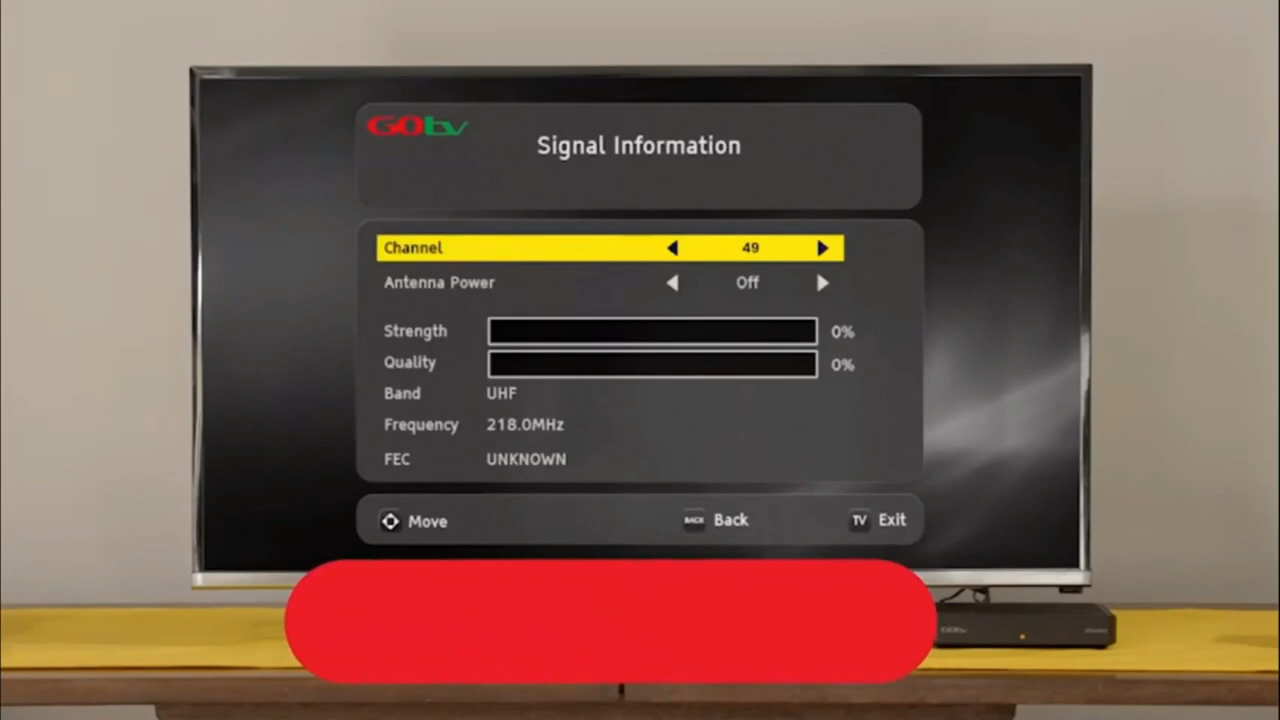 GOtv
Signal Information
Channel 49
Antenna Power Off
Strength 0%
Quality 0%
Band UHF
Frequency 218.0MHz
FEC UNKNOWN
Move BACK Back TV Exit
GOtv